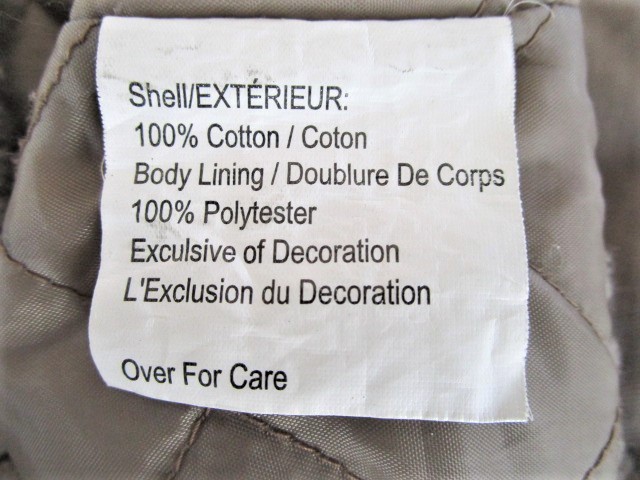 Shell/EXTÉRIEUR:
100% Cotton / Coton
Body Lining / Doublure De Corps
100% Polytester
Exculsive of Decoration
L'Exclusion du Decoration
Over For Care